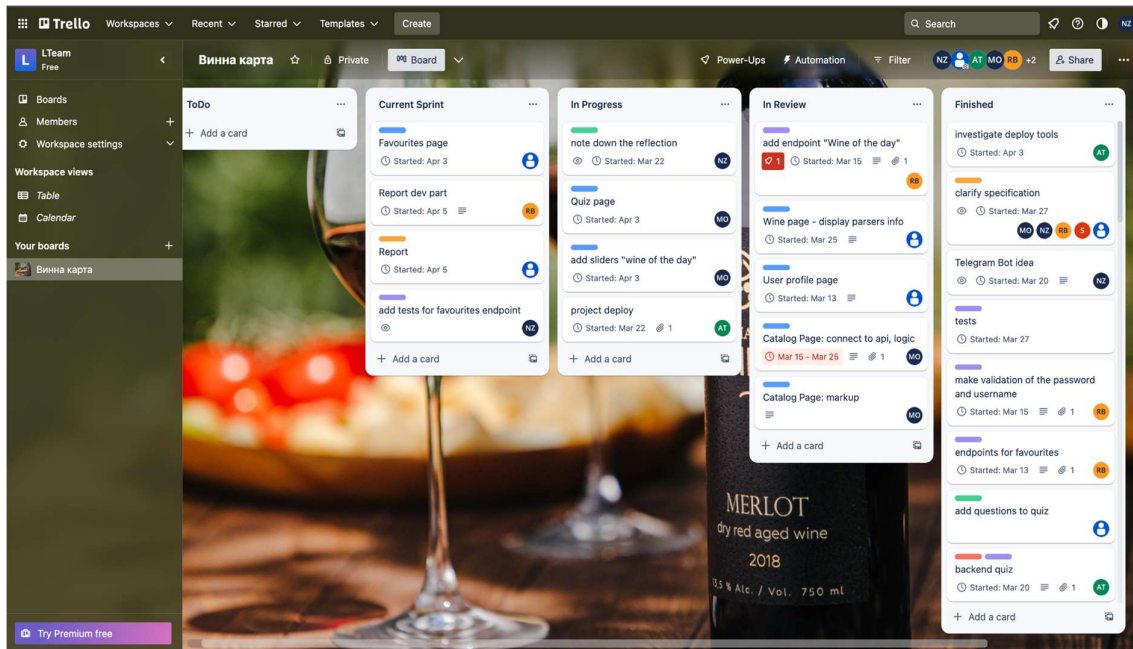 Trello
Workspaces
Recent
Starred
Templates
Create
Search
NZ
L
LTeam
Free
Винна карта
Private
Board
Power-Ups
Automation
Filter
NZ
AT
MO
RB
+2
Share
Boards
Members
Workspace settings
Workspace views
Table
Calendar
Your boards
Винна карта
Try Premium free
ToDo
Add a card
Current Sprint
Favourites page
Started: Apr 3
Report dev part
Started: Apr 5
RB
Report
Started: Apr 5
add tests for favourites endpoint
NZ
Add a card
In Progress
note down the reflection
Started: Mar 22
NZ
Quiz page
Started: Apr 3
MO
add sliders "wine of the day"
Started: Apr 3
MO
project deploy
Started: Mar 22
1
AT
Add a card
In Review
add endpoint "Wine of the day"
1
Started: Mar 15
1
RB
Wine page - display parsers info
Started: Mar 25
User profile page
Started: Mar 13
Catalog Page: connect to api, logic
Mar 15 - Mar 25
1
MO
Catalog Page: markup
MO
Add a card
Finished
investigate deploy tools
Started: Apr 3
AT
clarify specification
Started: Mar 27
MO
NZ
RB
S
Telegram Bot idea
Started: Mar 20
NZ
tests
Started: Mar 27
make validation of the password
and username
Started: Mar 15
1
RB
endpoints for favourites
Started: Mar 13
1
RB
add questions to quiz
backend quiz
Started: Mar 20
1
AT
Add a card
MERLOT
dry red aged wine
2018
13,5 % Alc. / Vol. 750 ml